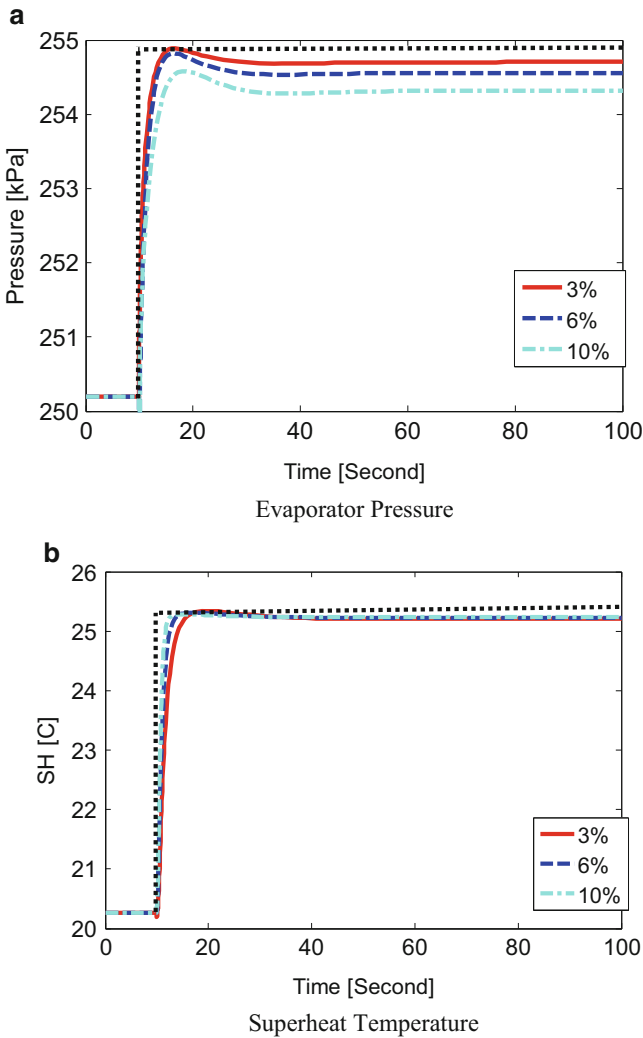 a
255
254
253
252
251
250
Pressure [kPa]
3%
6%
10%
0 20 40 60 80 100
Time [Second]
Evaporator Pressure
b
26
25
24
23
22
21
20
SH [C]
3%
6%
10%
0 20 40 60 80 100
Time [Second]
Superheat Temperature